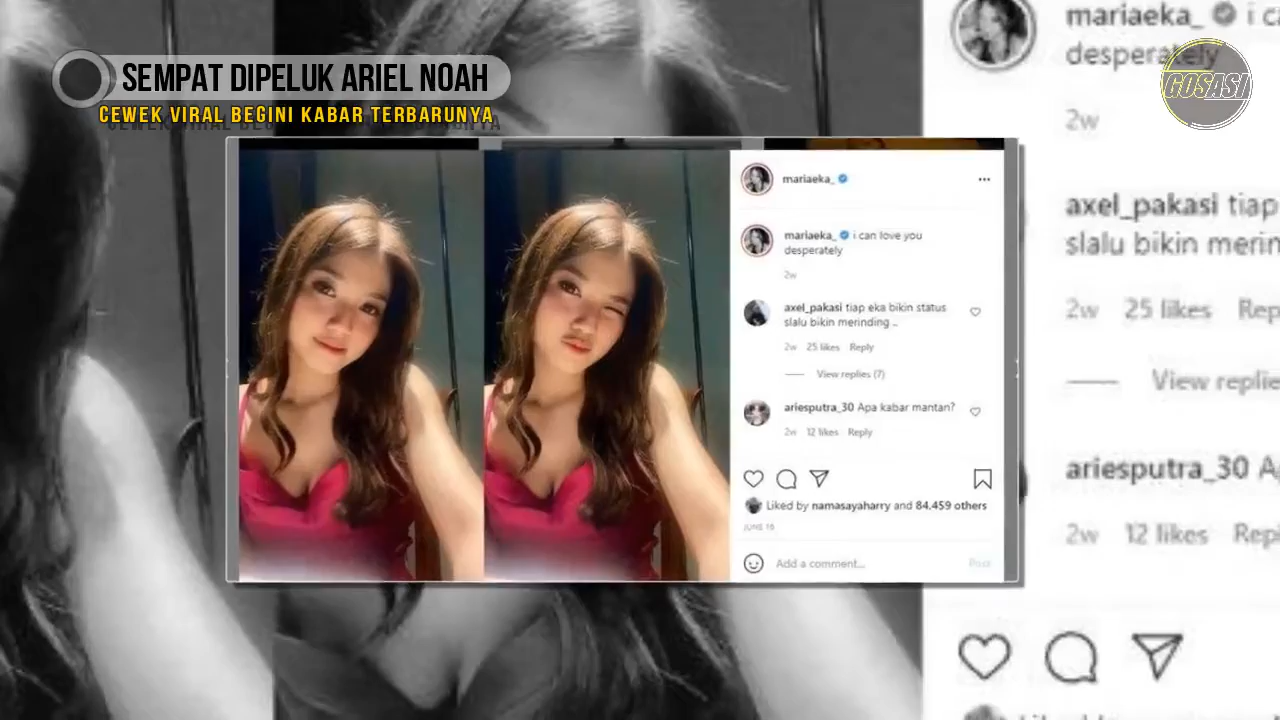 SEMPAT DIPELUK ARIEL NOAH
CEWEK VIRAL BEGINI KABAR TERBARUNYA
GOSASI
mariaeka_ i ca
desperately
2w
axel_pakasi tiap
slalu bikin merin
2w 25 likes Rep
View replie
ariesputra_30 A
2w 12 likes Rep
mariaeka_
mariaeka_ i can love you
desperately
2w
axel_pakasi tiap eka bikin status
slalu bikin merinding ..
2w 25 likes Reply
View replies (7)
ariesputra_30 Apa kabar mantan?
2w 12 likes Reply
Liked by namasayaharry and 84.459 others
JUNE 16
Add a comment...
Post